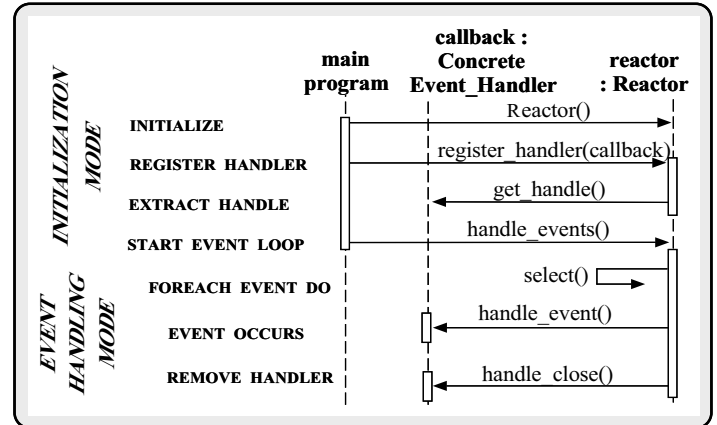 callback :
main Concrete reactor
program Event_Handler : Reactor
INITIALIZATION
MODE
INITIALIZE Reactor()
REGISTER HANDLER register_handler(callback)
EXTRACT HANDLE get_handle()
START EVENT LOOP handle_events()
EVENT
HANDLING
MODE
FOREACH EVENT DO select()
EVENT OCCURS handle_event()
REMOVE HANDLER handle_close()